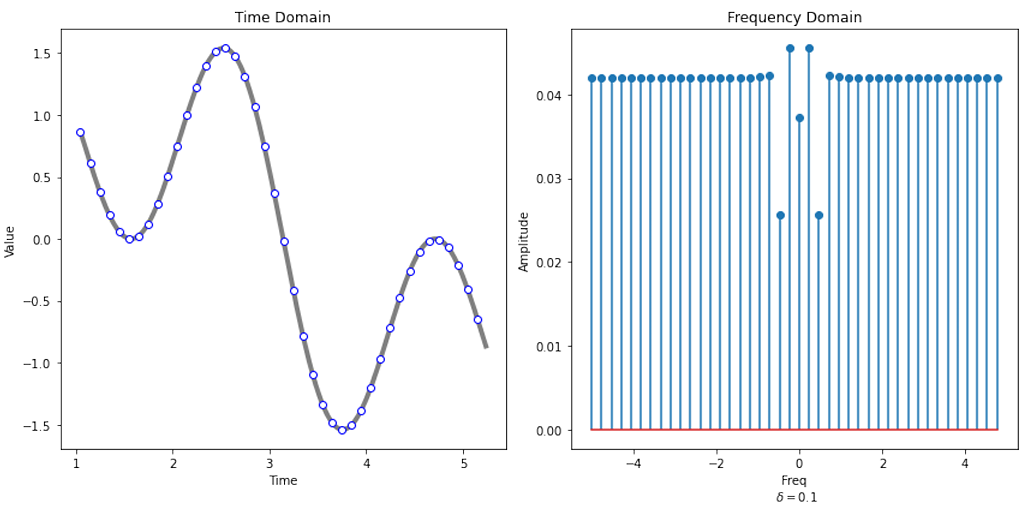 Time Domain
Value
1.5
1.0
0.5
0.0
−0.5
−1.0
−1.5
1 2 3 4 5
Time
Frequency Domain
Amplitude
0.04
0.03
0.02
0.01
0.00
−4 −2 0 2 4
Freq
δ = 0.1